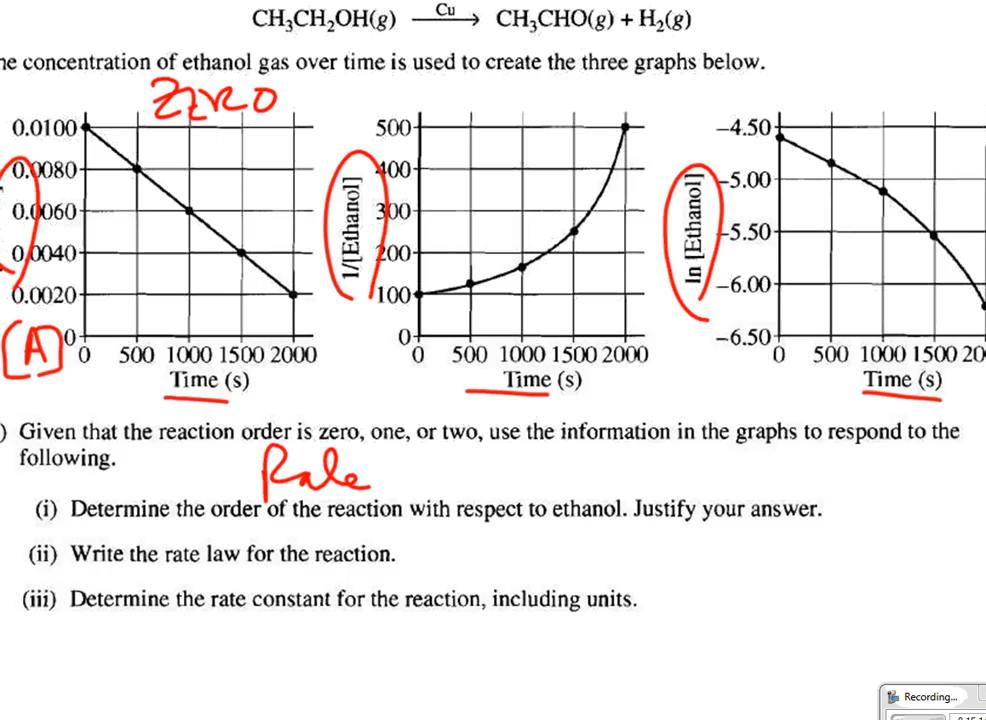 CH₃CH₂OH(g) Cu → CH₃CHO(g) + H₂(g)
he concentration of ethanol gas over time is used to create the three graphs below.
ZERO
0.0100
0.0080
0.0060
0.0040
0.0020
0
[A]
0 500 1000 1500 2000
Time (s)
500
400
300
200
100
0
1/[Ethanol]
0 500 1000 1500 2000
Time (s)
-4.50
-5.00
-5.50
-6.00
-6.50
ln [Ethanol]
0 500 1000 1500 20
Time (s)
) Given that the reaction order is zero, one, or two, use the information in the graphs to respond to the
following.
Rate
(i) Determine the order of the reaction with respect to ethanol. Justify your answer.
(ii) Write the rate law for the reaction.
(iii) Determine the rate constant for the reaction, including units.
Recording...